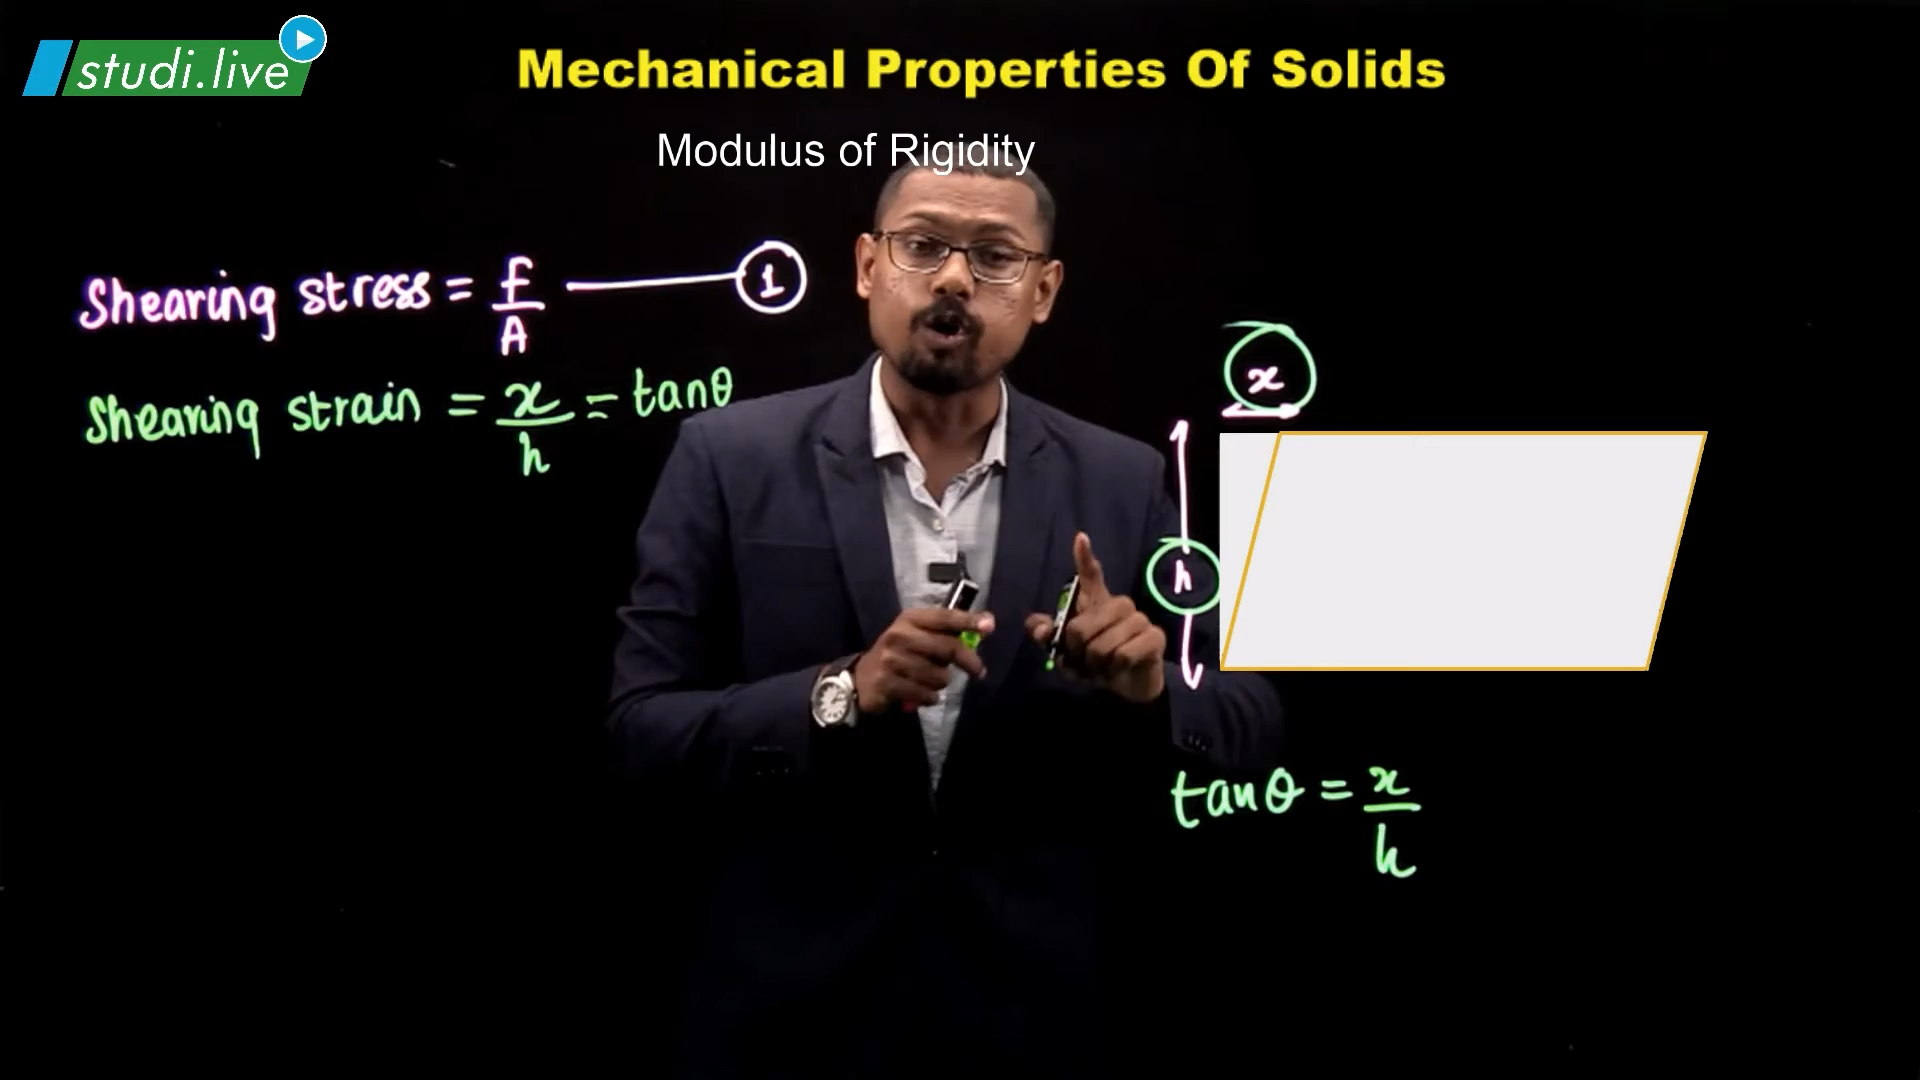 studi.live
Mechanical Properties Of Solids
Modulus of Rigidity
Shearing stress = f/A 1
Shearing strain = x/h = tanθ
x
h
tanθ = x/h